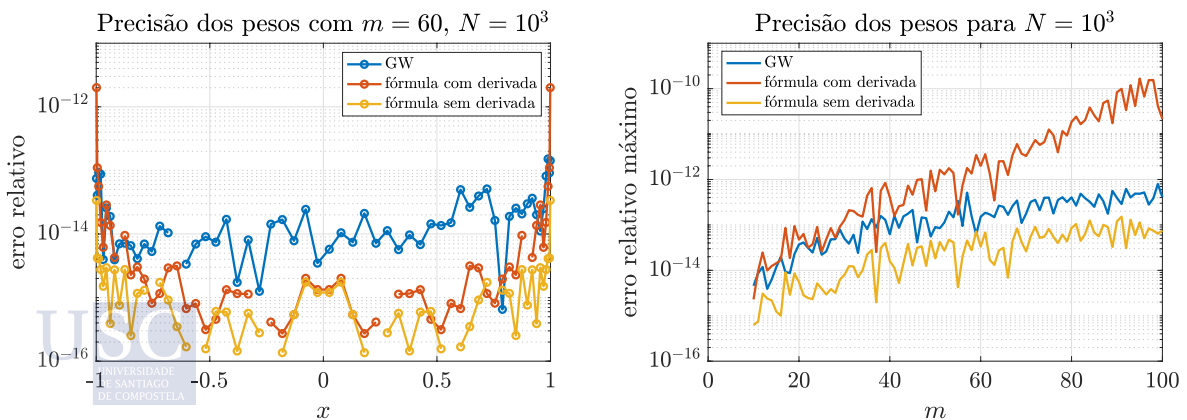 Precisão dos pesos com m = 60, N = 10^3
GW
fórmula com derivada
fórmula sem derivada
erro relativo
10^-12
10^-14
10^-16
-1
-0.5
0
0.5
1
x
USC
UNIVERSIDADE
DE SANTIAGO
DE COMPOSTELA
Precisão dos pesos para N = 10^3
GW
fórmula com derivada
fórmula sem derivada
erro relativo máximo
10^-10
10^-12
10^-14
10^-16
0
20
40
60
80
100
m